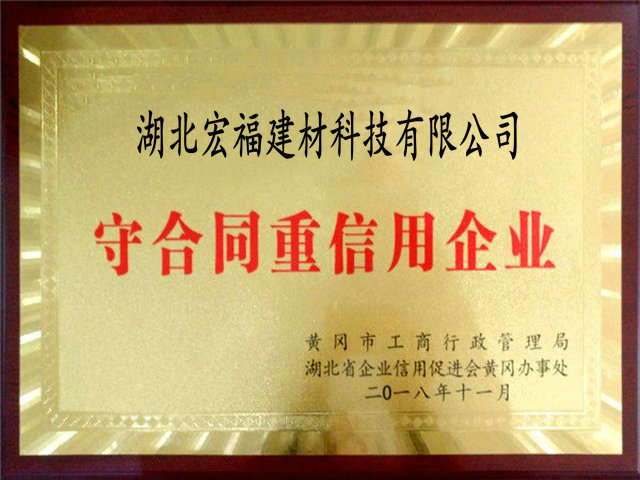 湖北宏福建材科技有限公司
守合同重信用企业
黄冈市工商行政管理局
湖北省企业信用促进会黄冈办事处
二〇一八年十一月